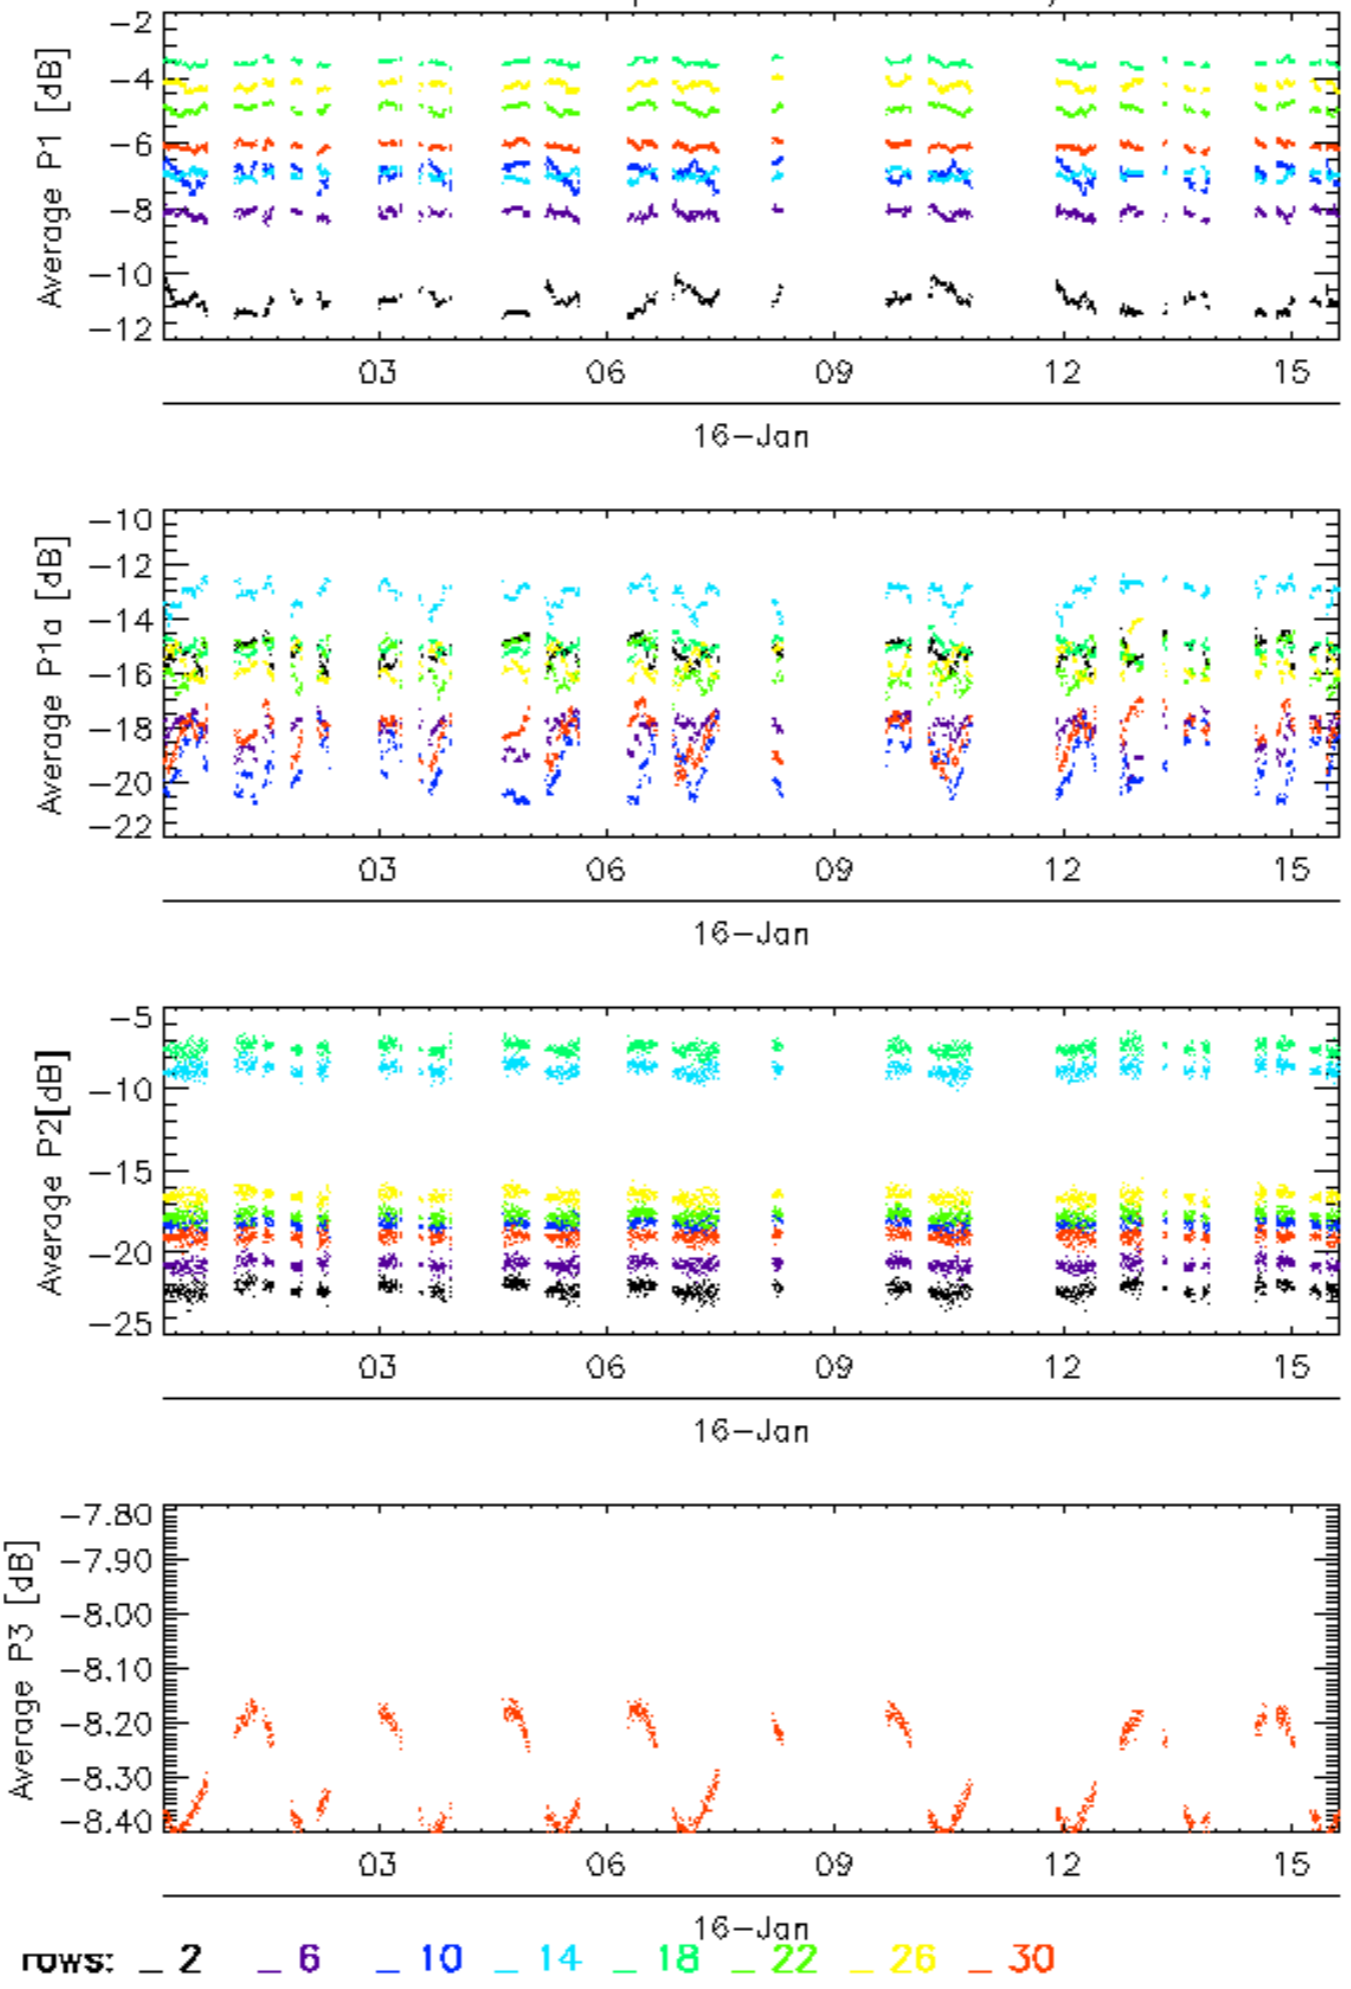 Average P1 [dB]
−2
−4
−6
−8
−10
−12
03 06 09 12 15
16−Jan
Average P1a [dB]
−10
−12
−14
−16
−18
−20
−22
03 06 09 12 15
16−Jan
Average P2[dB]
−5
−10
−15
−20
−25
03 06 09 12 15
16−Jan
Average P3 [dB]
−7.80
−7.90
−8.00
−8.10
−8.20
−8.30
−8.40
03 06 09 12 15
16−Jan
rows: _ 2 _ 6 _ 10 _ 14 _ 18 _ 22 _ 26 _ 30